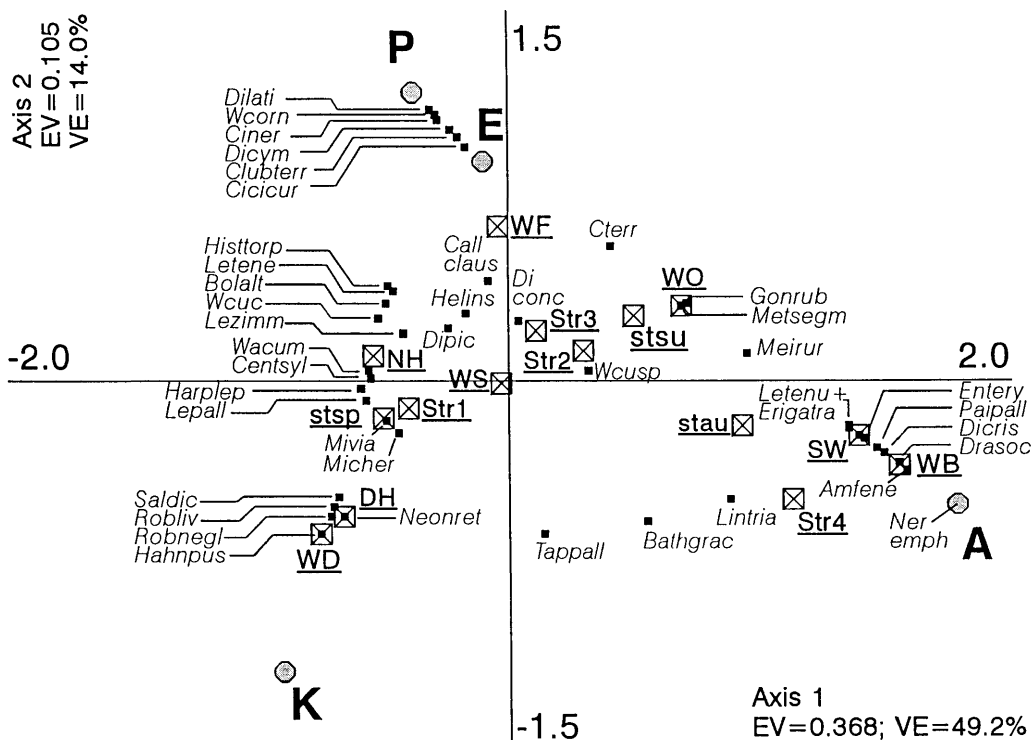 Axis 2
EV=0.105
VE=14.0%
1.5
P
E
Dilati
Wcorn
Ciner
Dicym
Clubterr
Cicicur
WF
Call
claus
Cterr
Histtorp
Letene
Bolalt
Wcuc
Lezimm
Helins
Dipic
Di
conc
WO
Gonrub
Metsegm
Str3
stsu
Str2
Meirur
Wcusp
-2.0
2.0
Wacum
Centsyl
NH
WS
Harplep
Lepall
stsp
Str1
Mivia
Micher
Letenu+
Erigatra
Entery
Paipall
Dicris
Drasoc
stau
SW
WB
Amfene
Saldic
Robliv
Robnegl
Hahnpus
DH
Neonret
WD
Tappall
Bathgrac
Lintria
Str4
Ner
emph
A
K
-1.5
Axis 1
EV=0.368; VE=49.2%